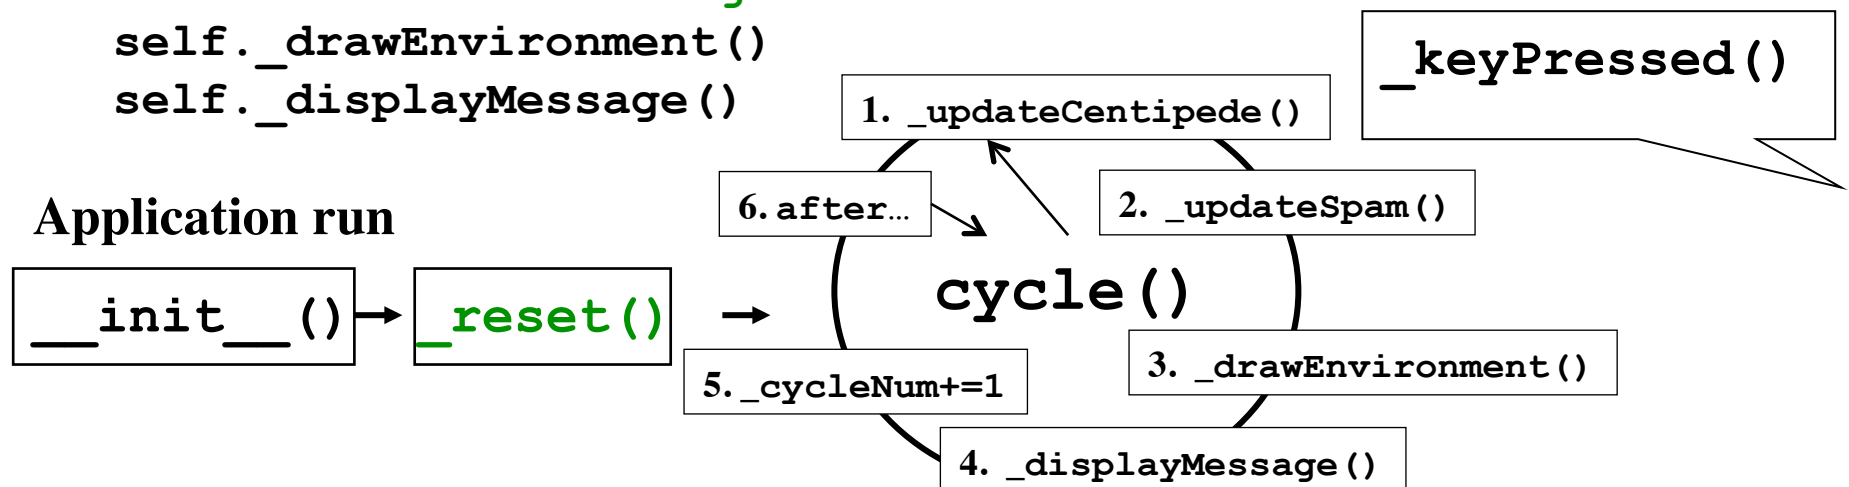 self._drawEnvironment()
self._displayMessage()
_keyPressed()
1. _updateCentipede()
6. after…
2. _updateSpam()
Application run
cycle()
__init__()
_reset()
3. _drawEnvironment()
5. _cycleNum+=1
4. _displayMessage()